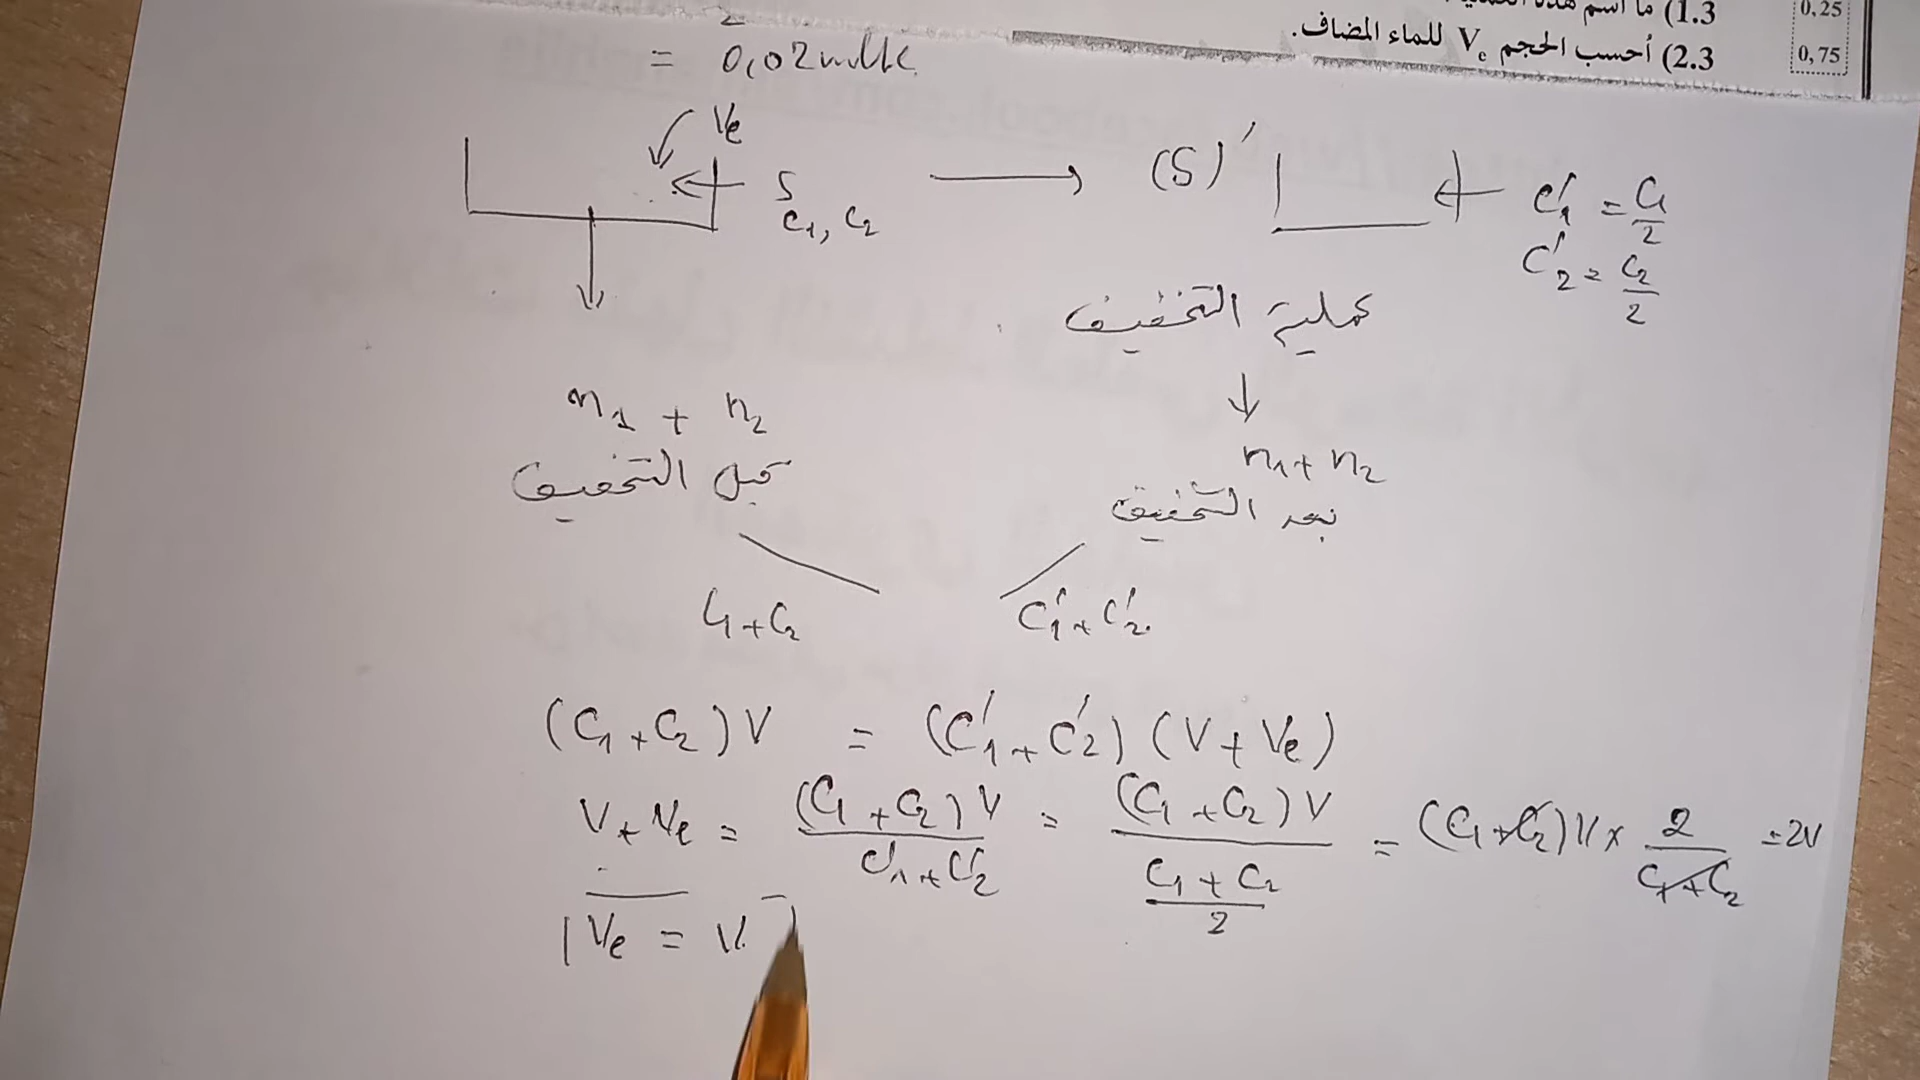 1.3) ما اسم هذه العملية 0,25
2.3) أحسب الحجم Ve للماء المضاف. 0,75
= 0,02 mole
Ve
S
C1, C2
(S)'
C'1 = C1/2
C'2 = C2/2
عملية التخفيف
n1 + n2
قبل التخفيف
n1 + n2
بعد التخفيف
C1 + C2
C'1 + C'2
(C1 + C2) V = (C'1 + C'2) (V + Ve)
V + Ve = (C1 + C2) V / C'1 + C'2 = (C1 + C2) V / C1 + C2 / 2 = (C1 + C2) V × 2 / C1 + C2 = 2V
Ve = V